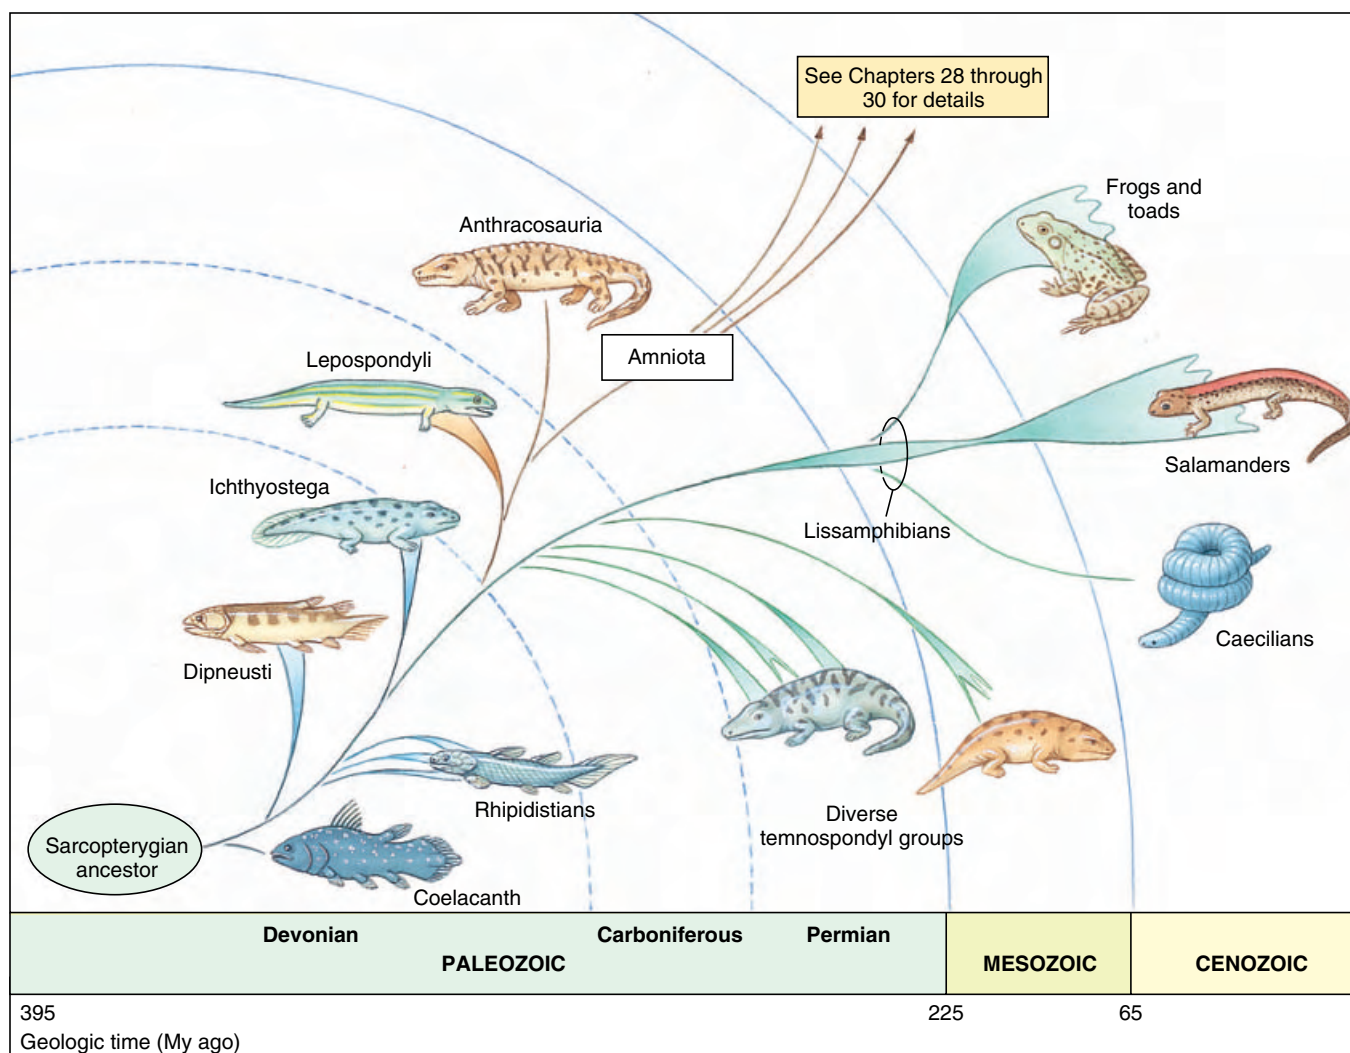 See Chapters 28 through
30 for details
Frogs and
toads
Anthracosauria
Amniota
Lepospondyli
Salamanders
Ichthyostega
Lissamphibians
Caecilians
Dipneusti
Rhipidistians
Diverse
temnospondyl groups
Sarcopterygian
ancestor
Coelacanth
Devonian
Carboniferous
Permian
PALEOZOIC
MESOZOIC
CENOZOIC
395
225
65
Geologic time (My ago)